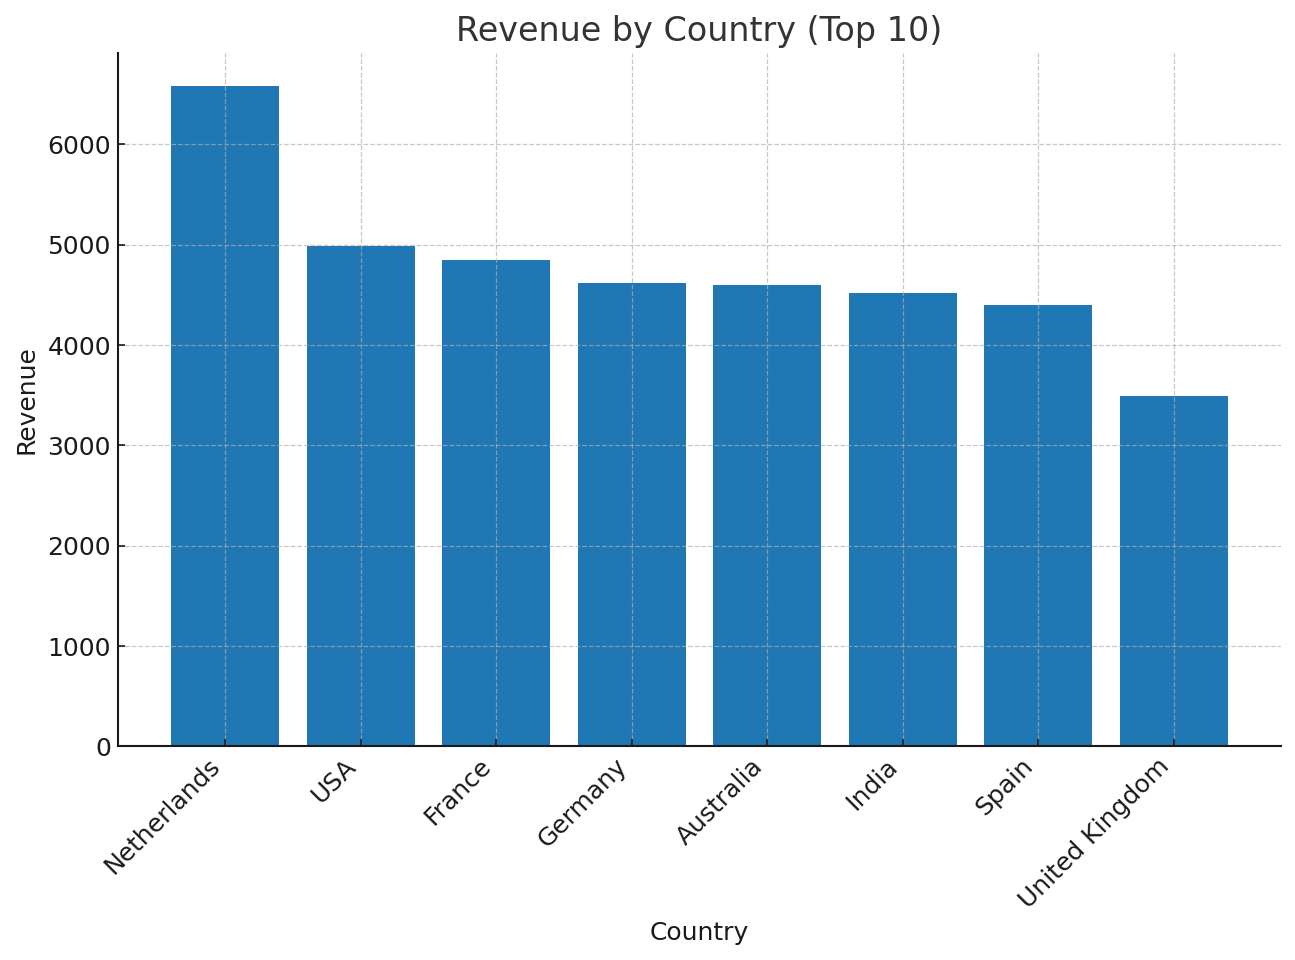 Revenue by Country (Top 10)
6000
5000
4000
3000
2000
1000
0
Revenue
Netherlands
USA
France
Germany
Australia
India
Spain
United Kingdom
Country